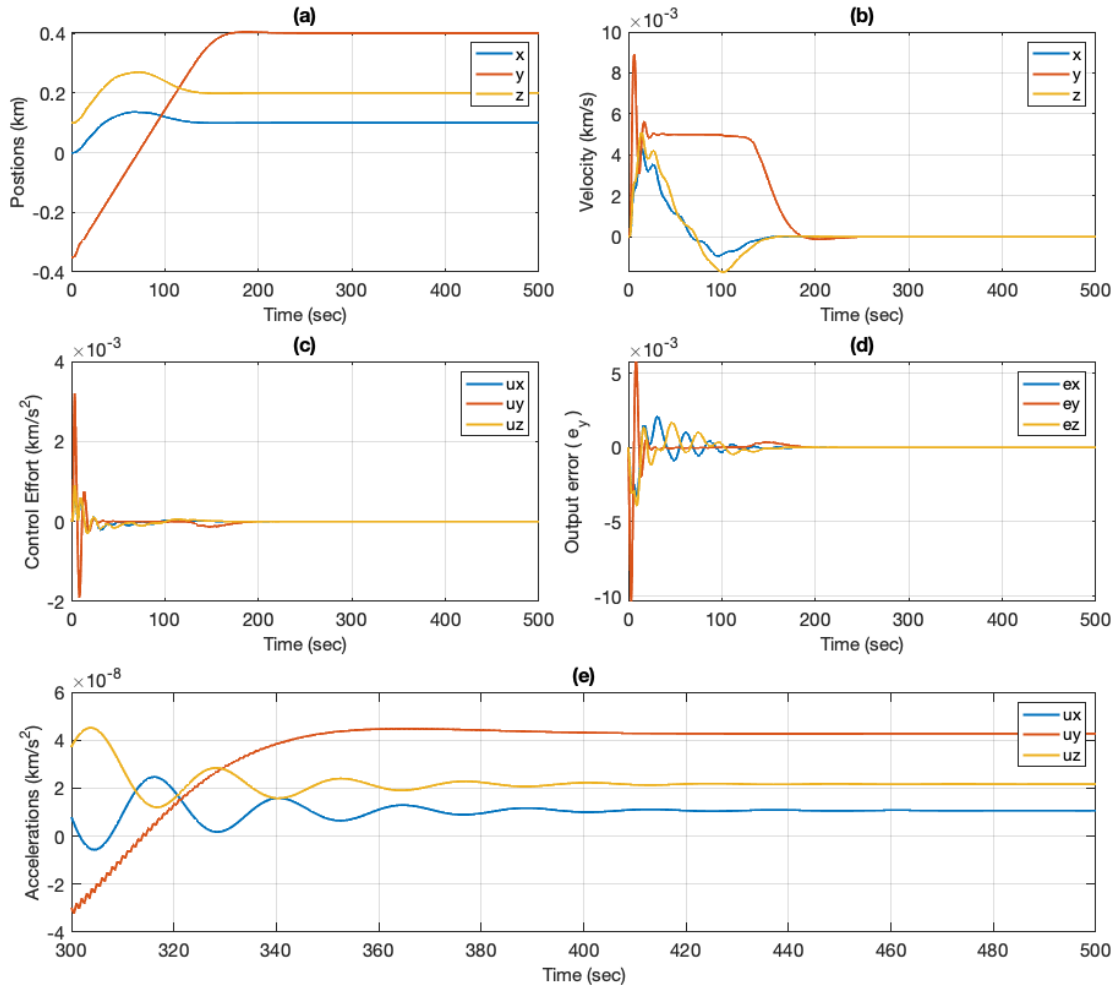 (a)
Postions (km)
0.4
0.2
0
-0.2
-0.4
x
y
z
0 100 200 300 400 500
Time (sec)
(b)
×10⁻³
Velocity (km/s)
10
8
6
4
2
0
x
y
z
0 100 200 300 400 500
Time (sec)
(c)
×10⁻³
Control Effort (km/s²)
4
2
0
-2
ux
uy
uz
0 100 200 300 400 500
Time (sec)
(d)
×10⁻³
Output error ( e_y )
5
0
-5
-10
ex
ey
ez
0 100 200 300 400 500
Time (sec)
(e)
×10⁻⁸
Accelerations (km/s²)
6
4
2
0
-2
-4
ux
uy
uz
300 320 340 360 380 400 420 440 460 480 500
Time (sec)